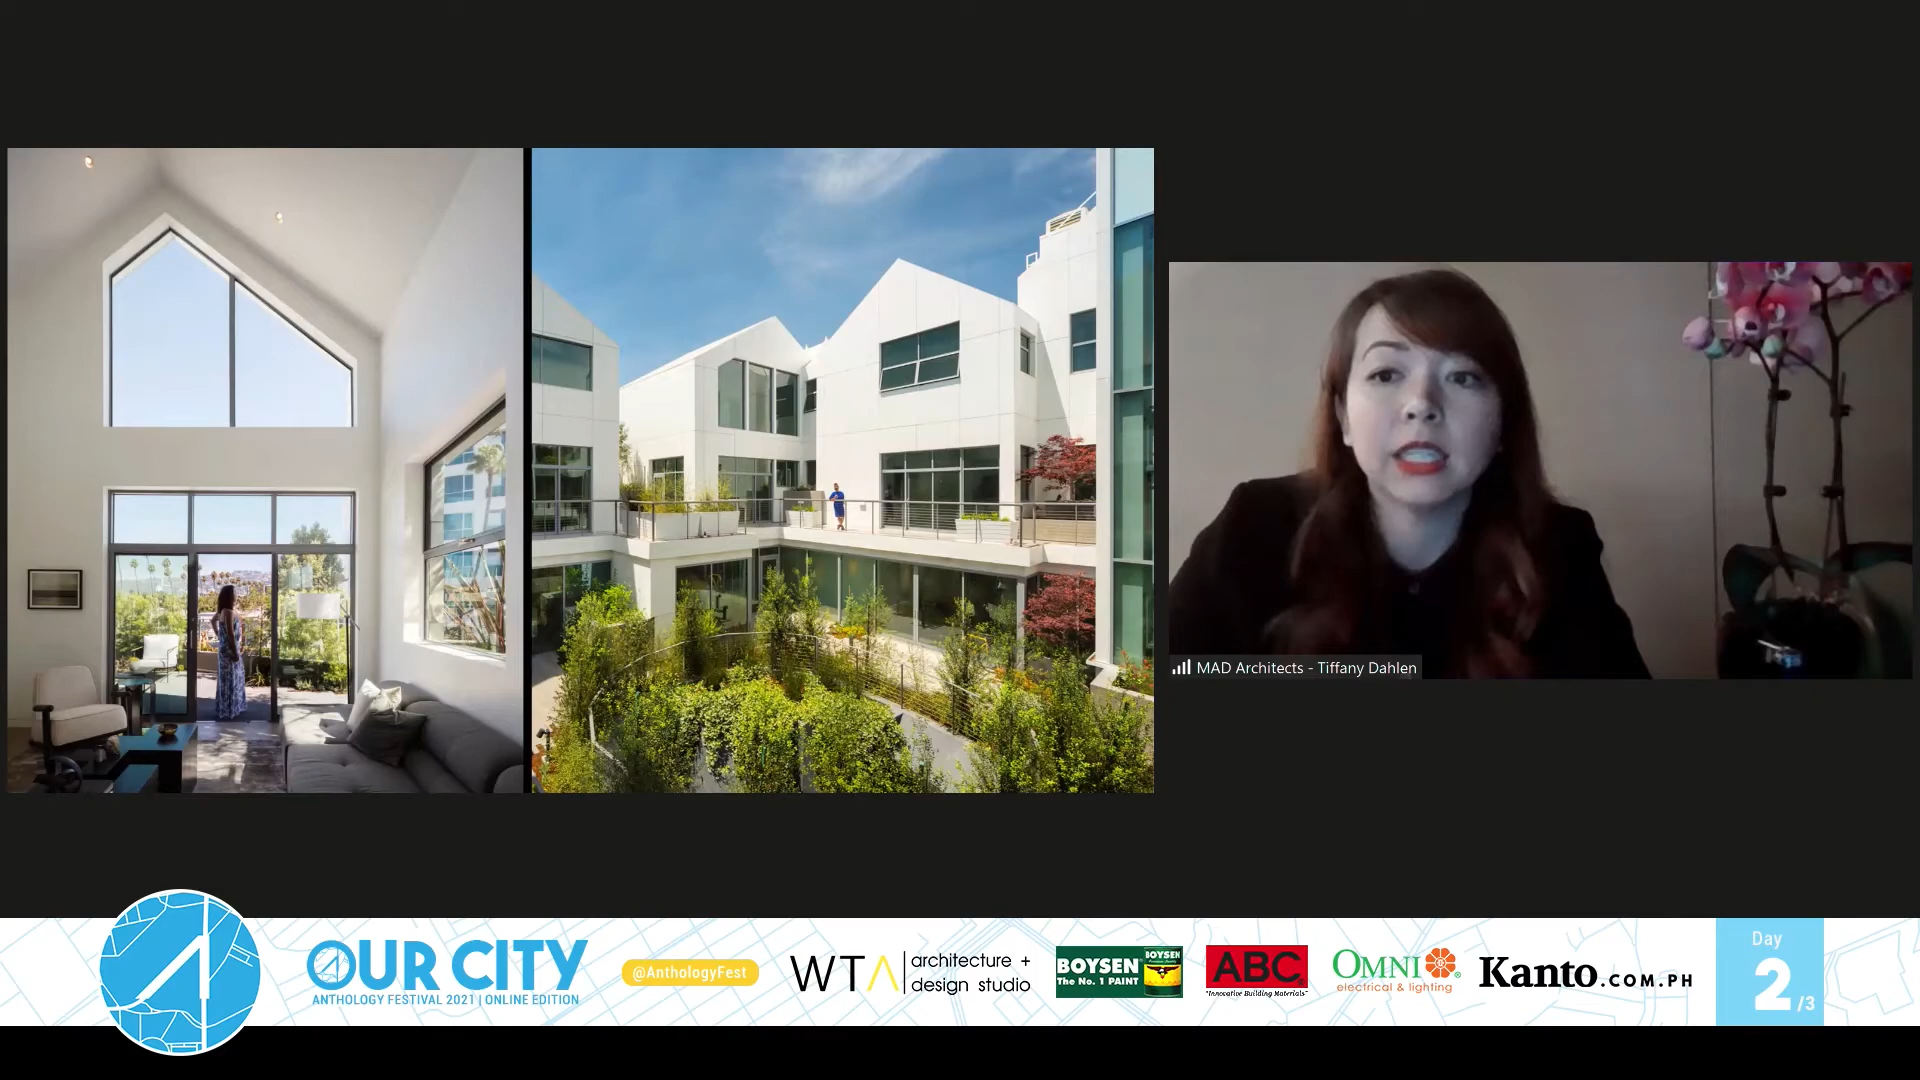 MAD Architects - Tiffany Dahlen
OUR CITY
ANTHOLOGY FESTIVAL 2021 | ONLINE EDITION
@AnthologyFest
WTA
architecture +
design studio
BOYSEN
The No. 1 PAINT
BOYSEN
ABC
"Innovative Building Materials"
OMNI
electrical & lighting
Kanto.COM.PH
Day
2/3